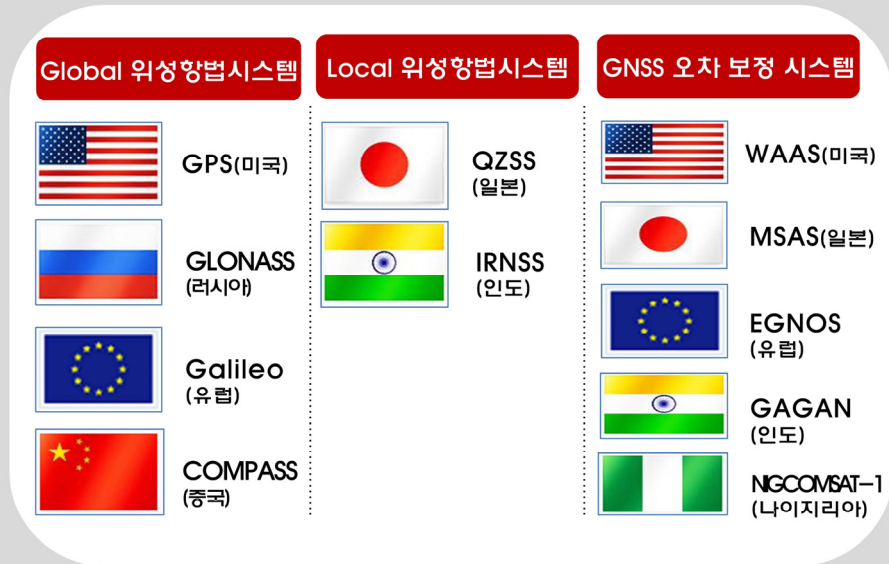 Global 위성항법시스템
GPS(미국)
GLONASS
(러시아)
Galileo
(유럽)
COMPASS
(중국)
Local 위성항법시스템
QZSS
(일본)
IRNSS
(인도)
GNSS 오차 보정 시스템
WAAS(미국)
MSAS(일본)
EGNOS
(유럽)
GAGAN
(인도)
NIGCOMSAT-1
(나이지리아)